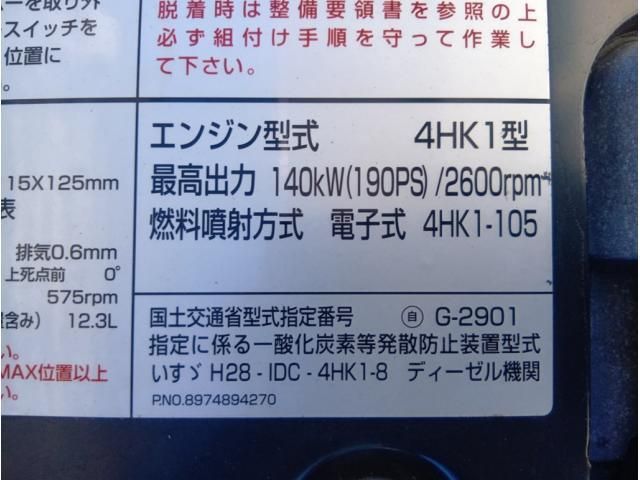 ーを取り外
スイッチを
位置に
。
脱着時は整備要領書を参照の上
必ず組付け手順を守って作業し
て下さい。
15X125mm
表
排気0.6mm
上死点前 0°
575rpm
含み) 12.3L
い。
MAX位置以上
い。
エンジン型式 4HK1型
最高出力 140kW(190PS)/2600rpm
燃料噴射方式 電子式 4HK1-105
国土交通省型式指定番号 自 G-2901
指定に係る一酸化炭素等発散防止装置型式
いすゞ H28-IDC-4HK1-8 ディーゼル機関
P.NO.8974894270